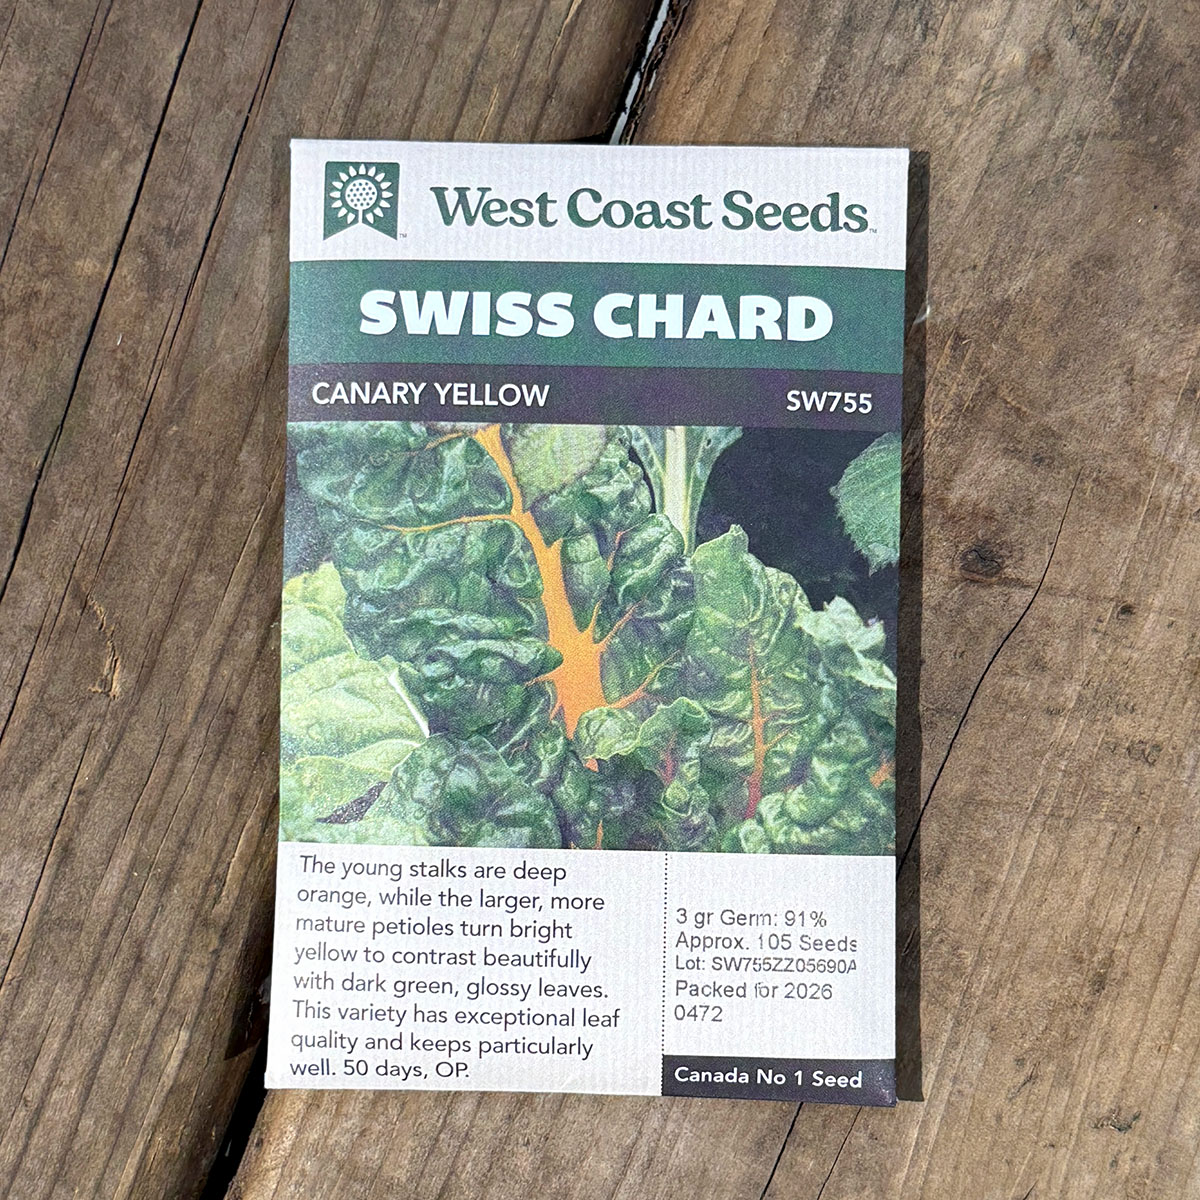 West Coast Seeds™
SWISS CHARD
CANARY YELLOW
SW755
The young stalks are deep
orange, while the larger, more
mature petioles turn bright
yellow to contrast beautifully
with dark green, glossy leaves.
This variety has exceptional leaf
quality and keeps particularly
well. 50 days, OP.
3 gr Germ: 91%
Approx. 105 Seeds
Lot: SW755ZZ05690A
Packed for 2026
0472
Canada No 1 Seed